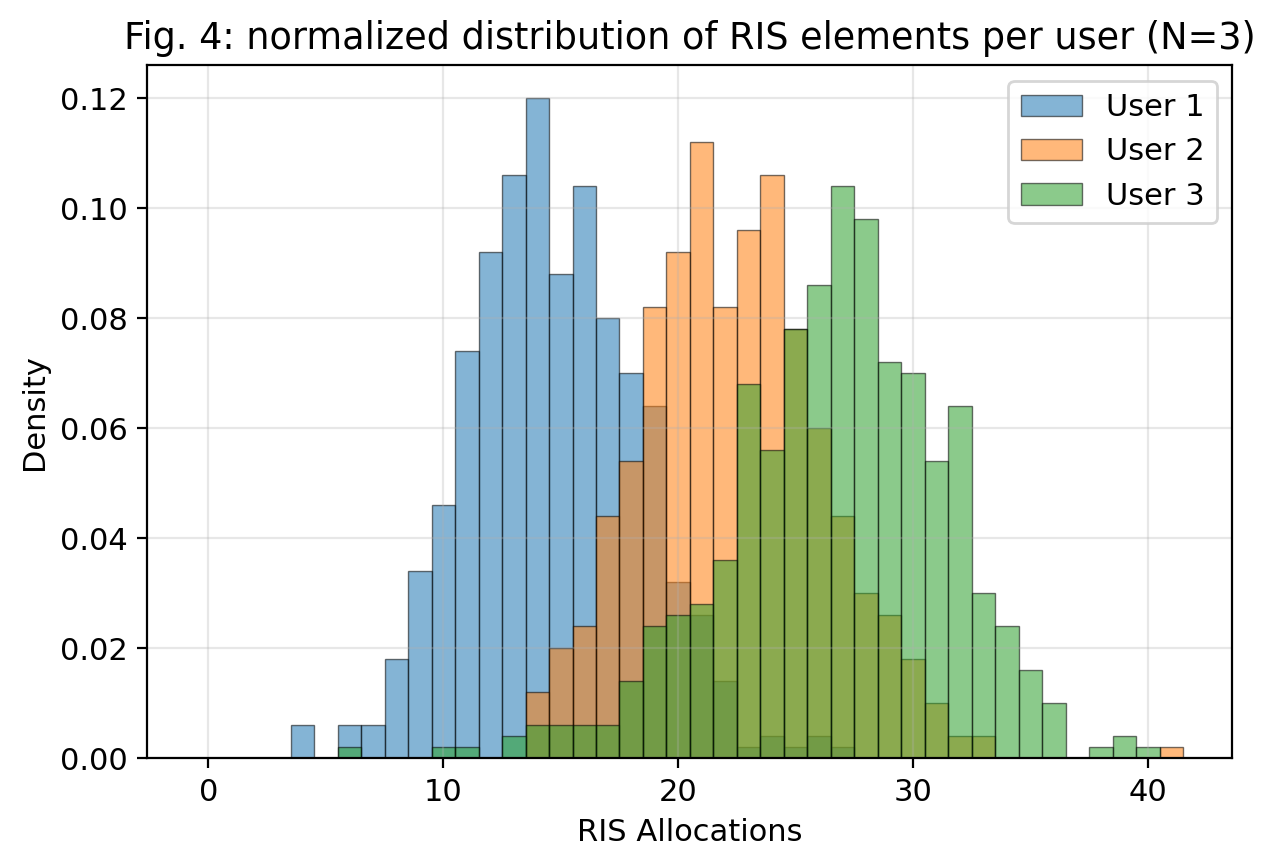 Fig. 4: normalized distribution of RIS elements per user (N=3)
User 1
User 2
User 3
0.12
0.10
0.08
0.06
0.04
0.02
0.00
Density
0 10 20 30 40
RIS Allocations